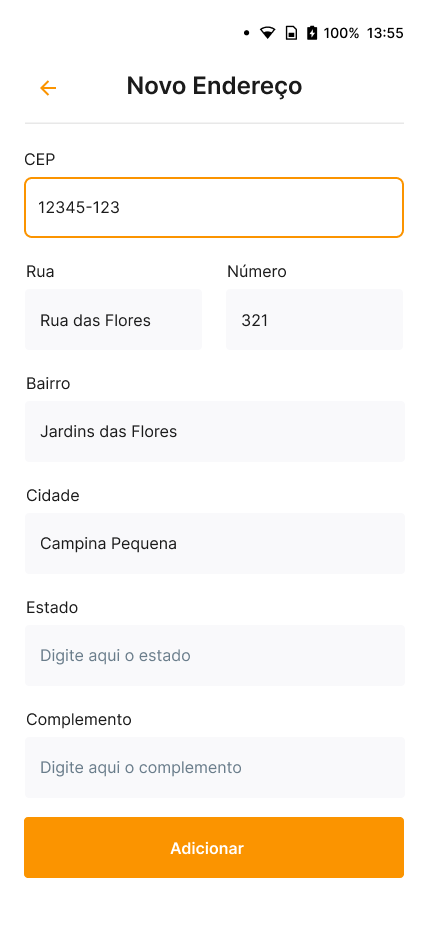 100% 13:55
Novo Endereço
CEP
12345-123
Rua Número
Rua das Flores 321
Bairro
Jardins das Flores
Cidade
Campina Pequena
Estado
Digite aqui o estado
Complemento
Digite aqui o complemento
Adicionar